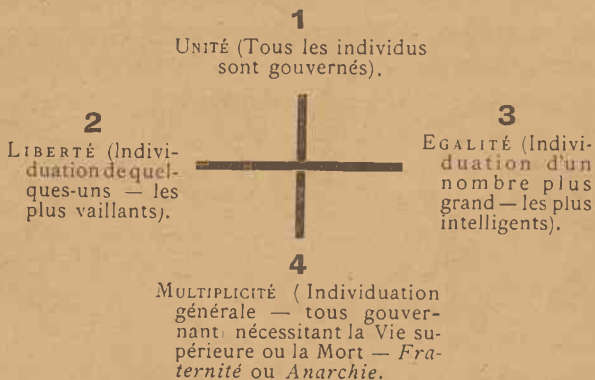 1
UNITÉ (Tous les individus
sont gouvernés).
2
LIBERTÉ (Indivi-
duation de quel-
ques-uns — les
plus vaillants).
3
EGALITÉ (Indivi-
duation d'un
nombre plus
grand — les plus
intelligents).
4
MULTIPLICITÉ (Individuation
générale — tous gouver-
nant, nécessitant la Vie su-
périeure ou la Mort — Fra-
ternité ou Anarchie.